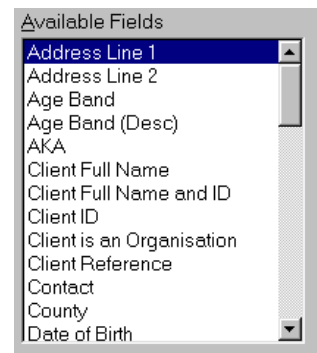 Available Fields
Address Line 1
Address Line 2
Age Band
Age Band (Desc)
AKA
Client Full Name
Client Full Name and ID
Client ID
Client is an Organisation
Client Reference
Contact
County
Date of Birth